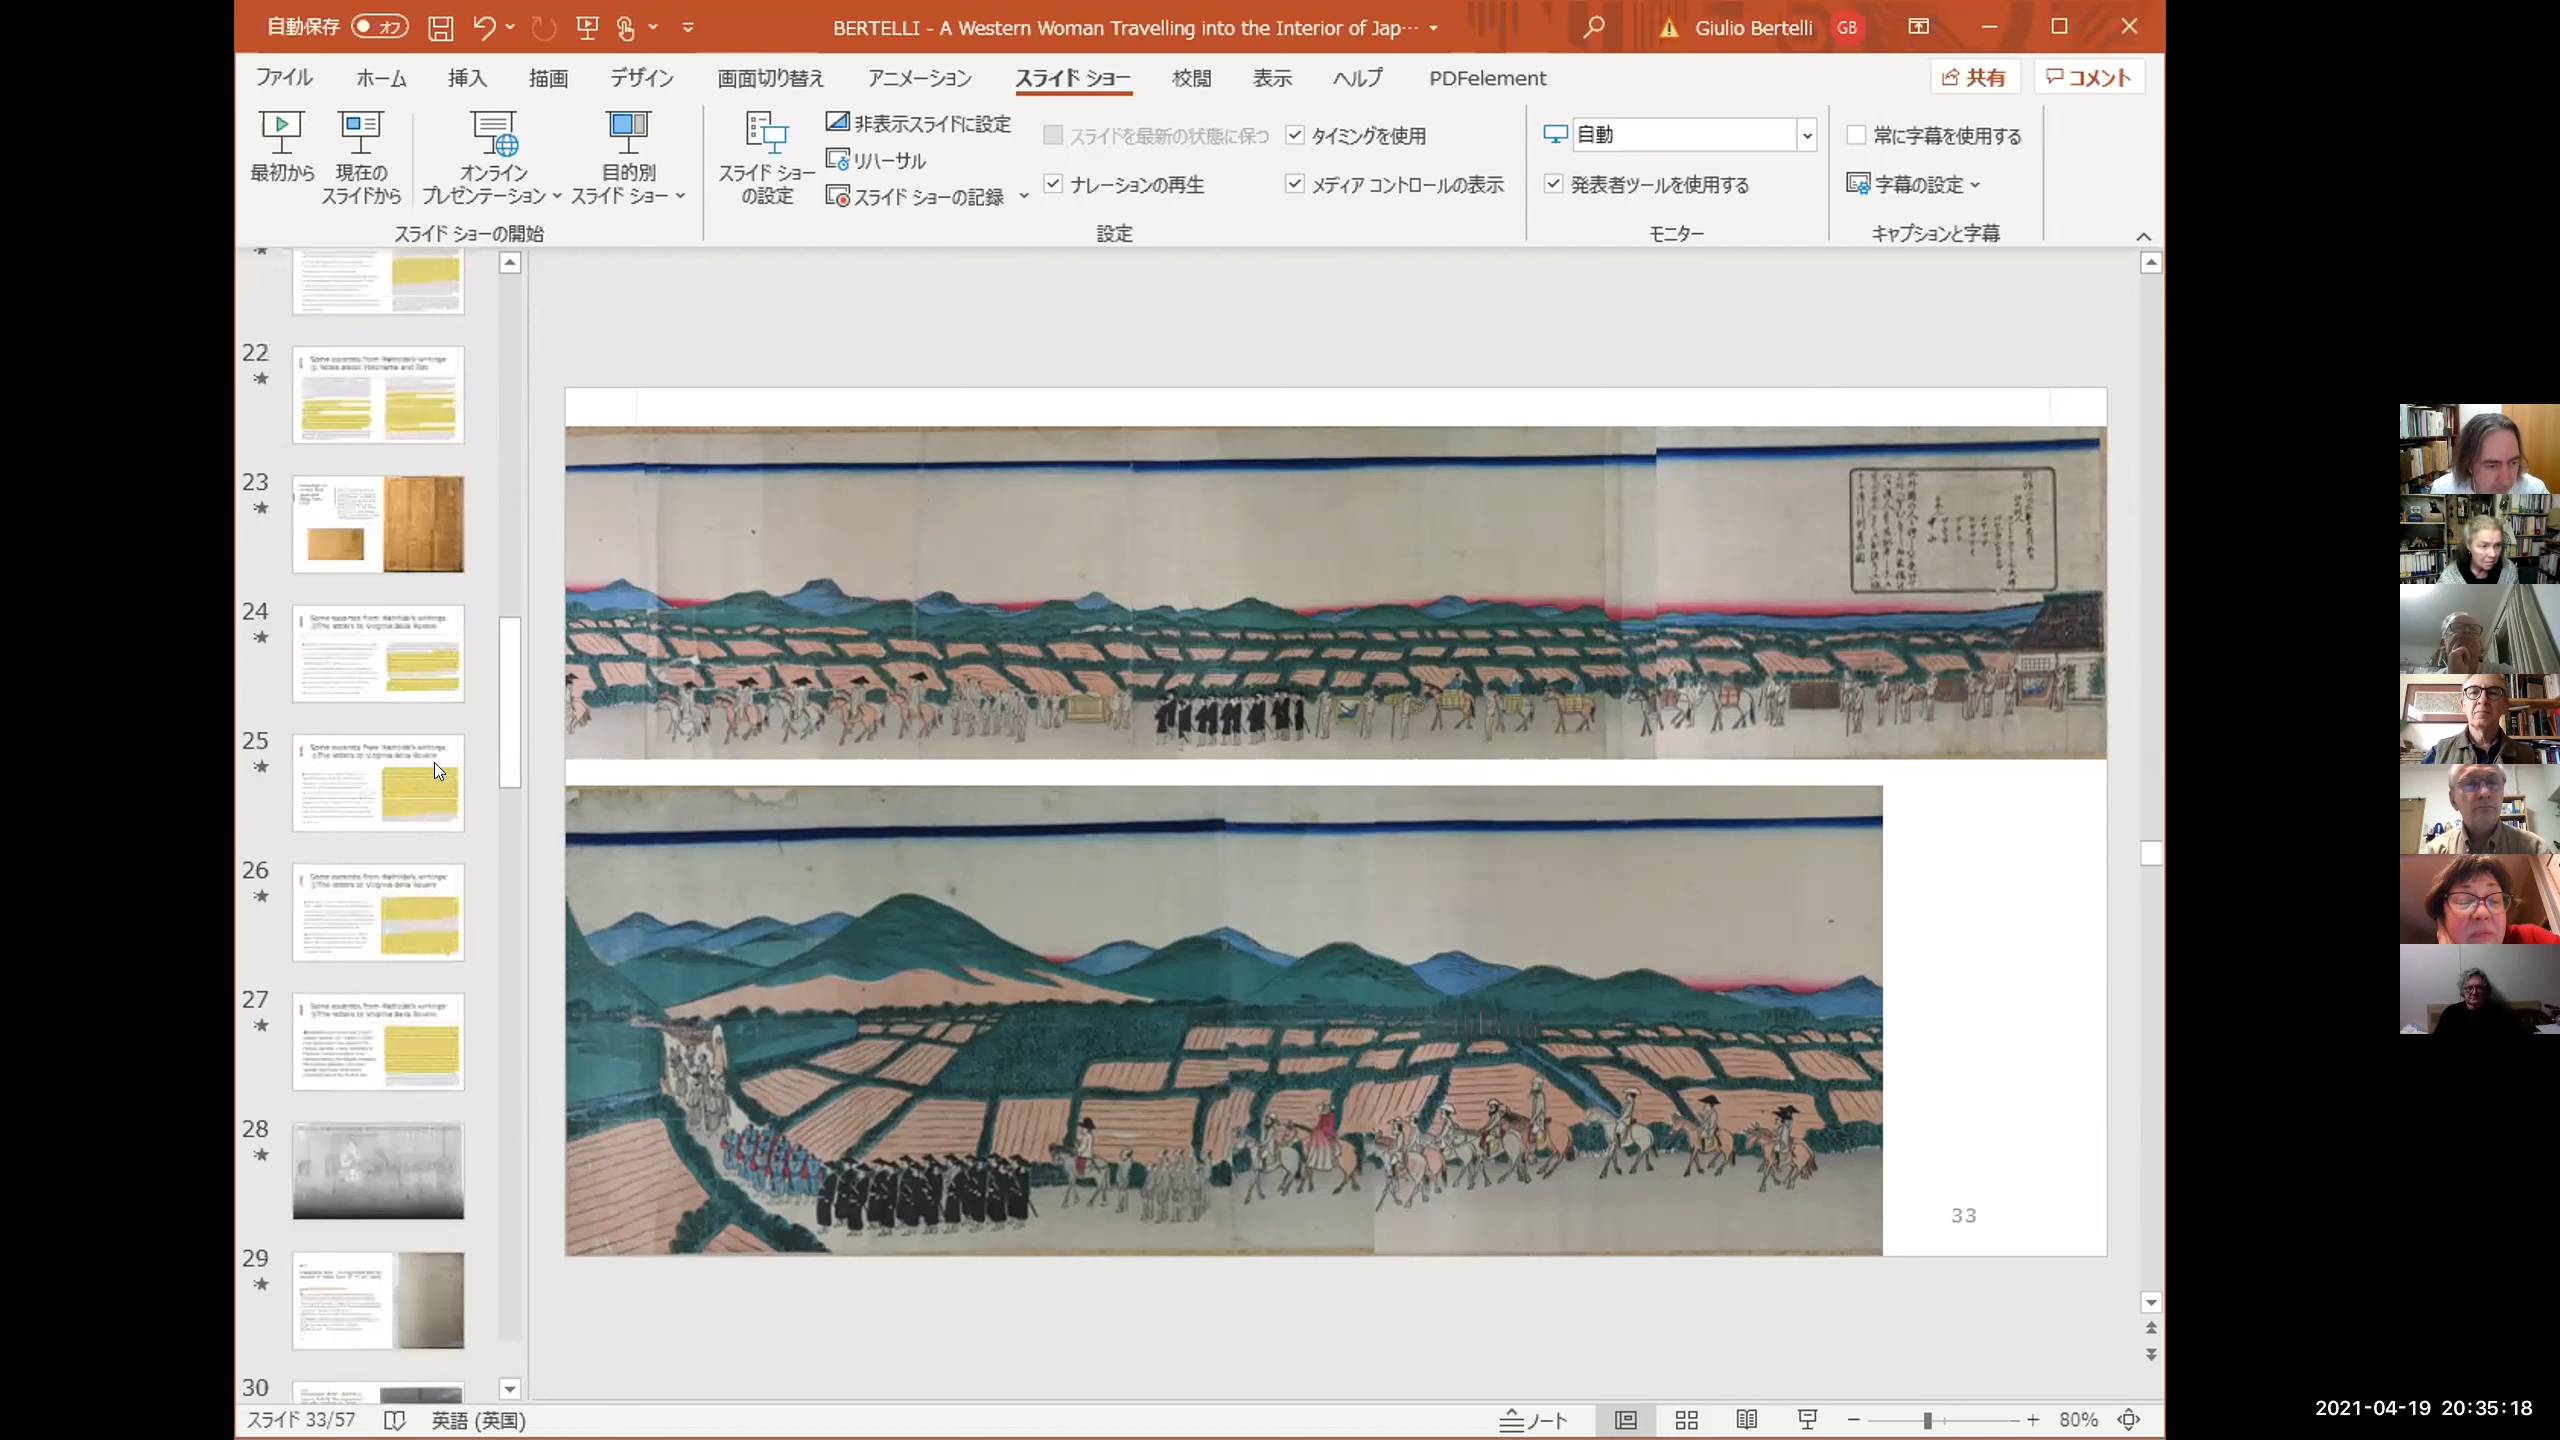 自動保存 オフ
BERTELLI - A Western Woman Travelling into the Interior of Jap…
Giulio Bertelli GB
ファイル ホーム 挿入 描画 デザイン 画面切り替え アニメーション スライド ショー 校閲 表示 ヘルプ PDFelement
共有 コメント
最初から
現在の
スライドから
オンライン
プレゼンテーション
目的別
スライド ショー
スライド ショーの開始
スライド ショー
の設定
非表示スライドに設定
リハーサル
スライド ショーの記録
スライドを最新の状態に保つ
タイミングを使用
ナレーションの再生
メディア コントロールの表示
設定
自動
発表者ツールを使用する
モニター
常に字幕を使用する
字幕の設定
キャプションと字幕
22
23
24
25
26
27
28
29
30
33
スライド 33/57
英語 (英国)
ノート
80%
2021-04-19 20:35:18